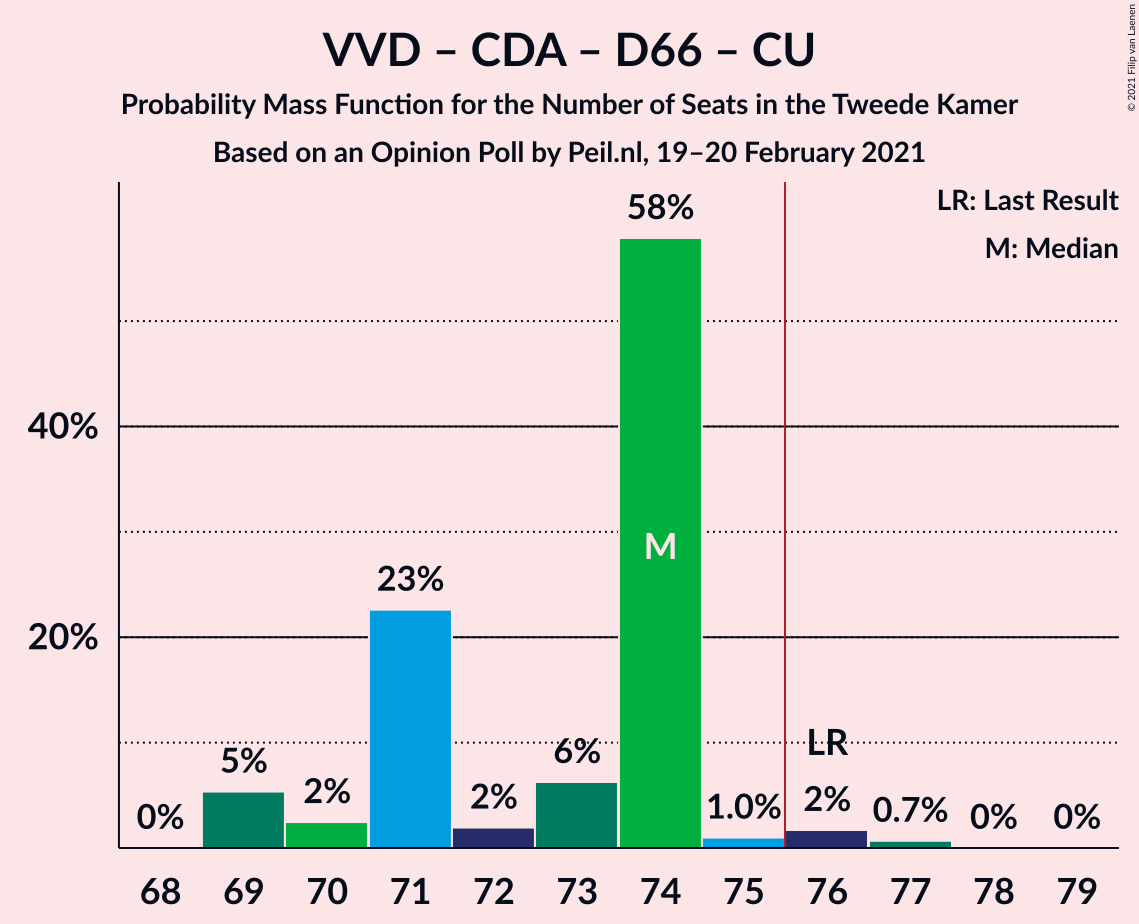 VVD – CDA – D66 – CU
Probability Mass Function for the Number of Seats in the Tweede Kamer
Based on an Opinion Poll by Peil.nl, 19–20 February 2021
© 2021 Filip van Laenen
LR: Last Result
M: Median
58%
40%
M
23%
20%
LR
6%
5%
2%
2%
2%
1.0%
0.7%
0%
0%
0%
68 69 70 71 72 73 74 75 76 77 78 79